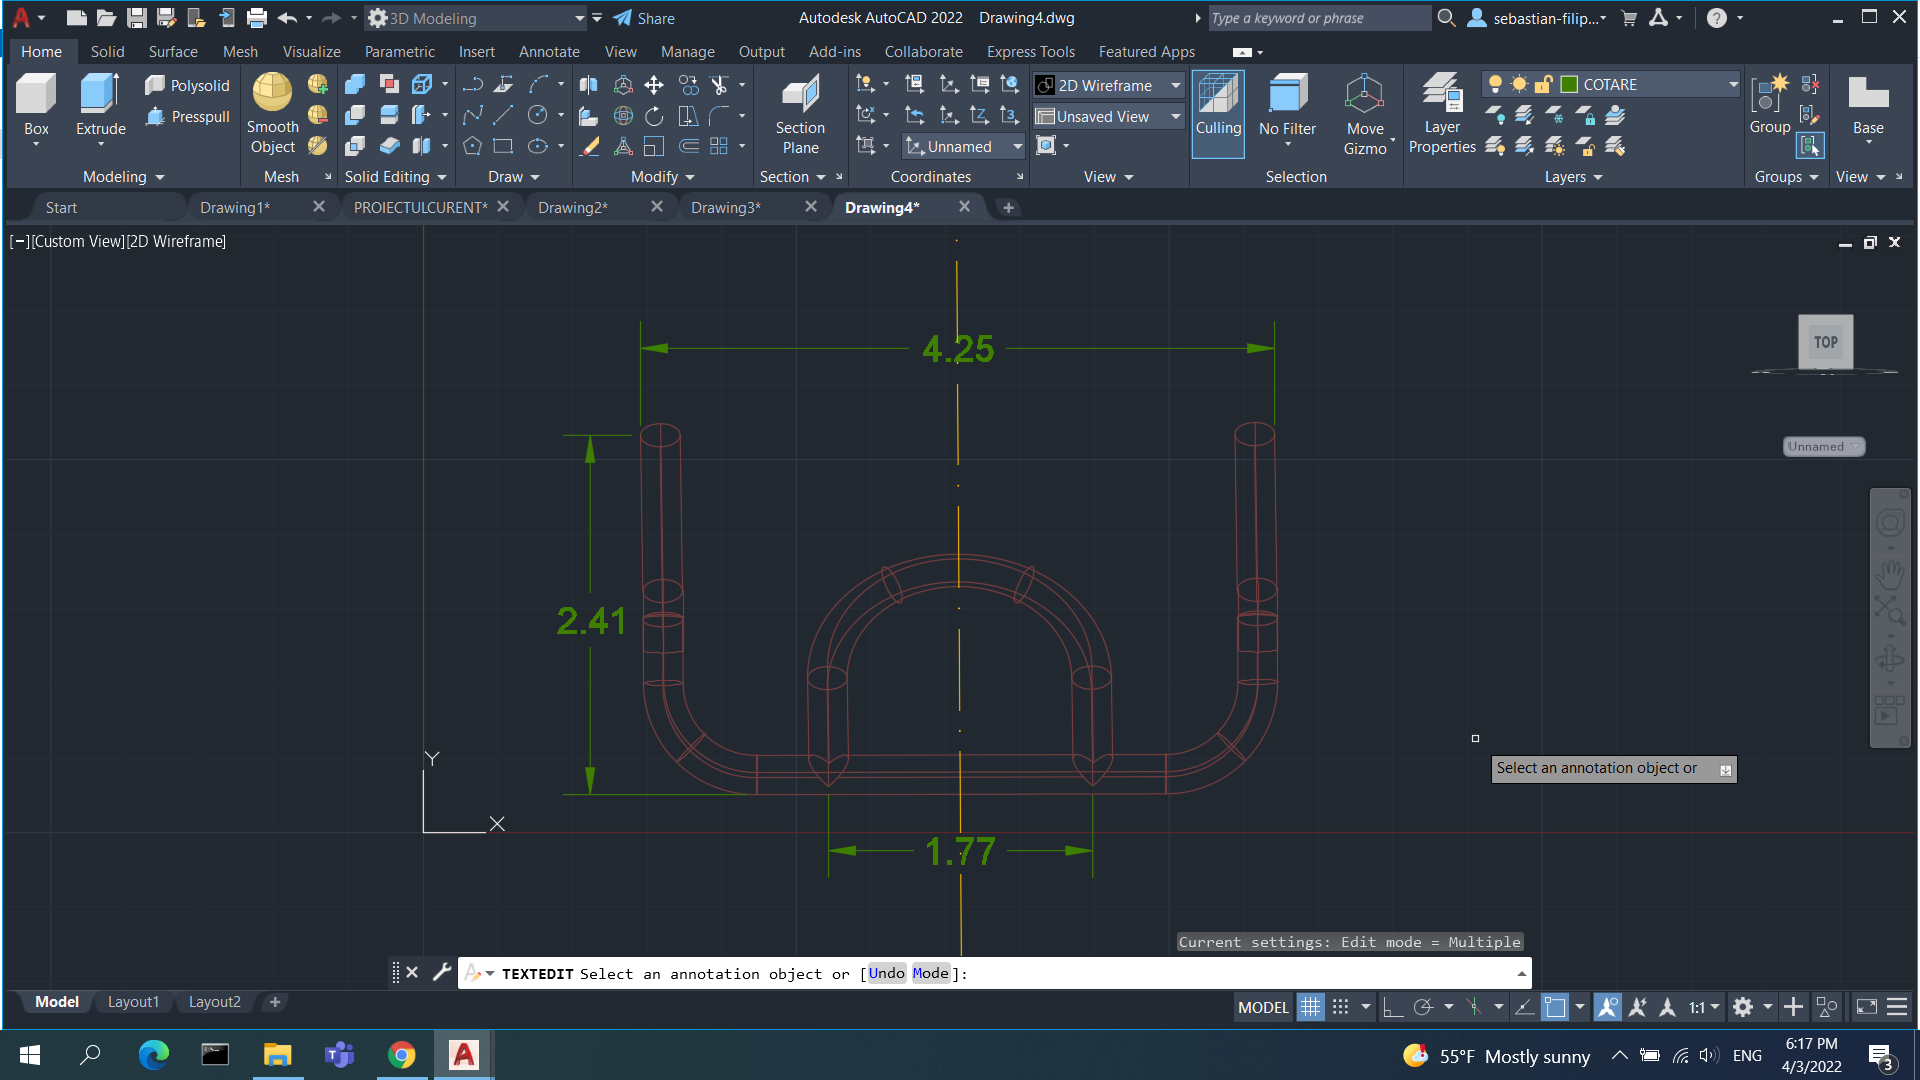 3D Modeling
Share
Autodesk AutoCAD 2022 Drawing4.dwg
Type a keyword or phrase
sebastian-filip...
Home Solid Surface Mesh Visualize Parametric Insert Annotate View Manage Output Add-ins Collaborate Express Tools Featured Apps
Box
Extrude
Polysolid
Presspull
Smooth
Object
Section
Plane
2D Wireframe
Unsaved View
Unnamed
Culling
No Filter
Move
Gizmo
Layer
Properties
COTARE
Group
Base
Modeling Mesh Solid Editing Draw Modify Section Coordinates View Selection Layers Groups View
Start Drawing1* PROIECTULCURENT* Drawing2* Drawing3* Drawing4*
[−][Custom View][2D Wireframe]
4.25
TOP
Unnamed
2.41
Y
X
1.77
Select an annotation object or
Current settings: Edit mode = Multiple
TEXTEDIT Select an annotation object or [Undo Mode]:
Model Layout1 Layout2
MODEL
1:1
55°F Mostly sunny
ENG
6:17 PM
4/3/2022
3